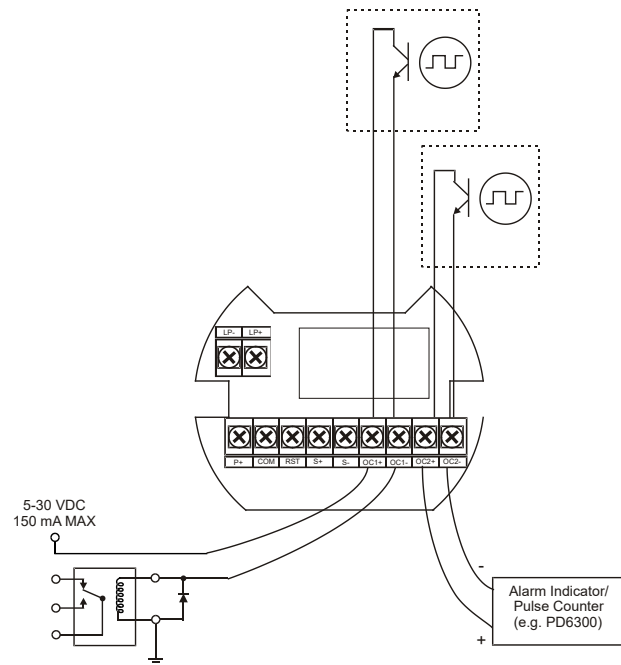 LP- LP+
P+ COM RST S+ S- OC1+ OC1- OC2+ OC2-
5-30 VDC
150 mA MAX
-
Alarm Indicator/
Pulse Counter
(e.g. PD6300)
+